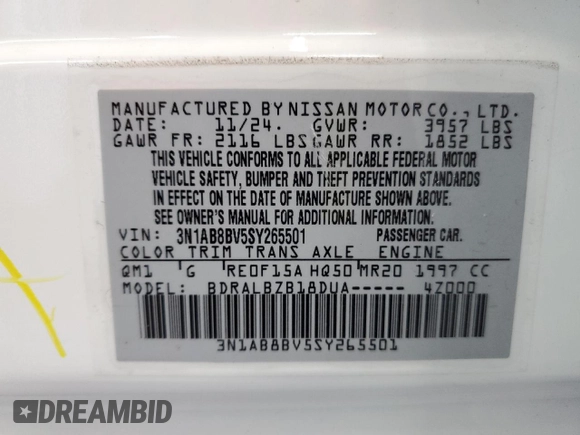 MANUFACTURED BY NISSAN MOTOR CO., LTD.
DATE: 11/24. GVWR: 3957 LBS
GAWR FR: 2116 LBS GAWR RR: 1852 LBS
THIS VEHICLE CONFORMS TO ALL APPLICABLE FEDERAL MOTOR
VEHICLE SAFETY, BUMPER AND THEFT PREVENTION STANDARDS
IN EFFECT ON THE DATE OF MANUFACTURE SHOWN ABOVE.
SEE OWNER'S MANUAL FOR ADDITIONAL INFORMATION.
VIN: 3N1AB8BV5SY265501 PASSENGER CAR.
COLOR TRIM TRANS AXLE ENGINE
QM1 G RE0F15A HQ50 MR20 1997 CC
MODEL: BDRALBZB18DUA----- 4Z000
3N1AB8BV5SY265501
DREAMBID